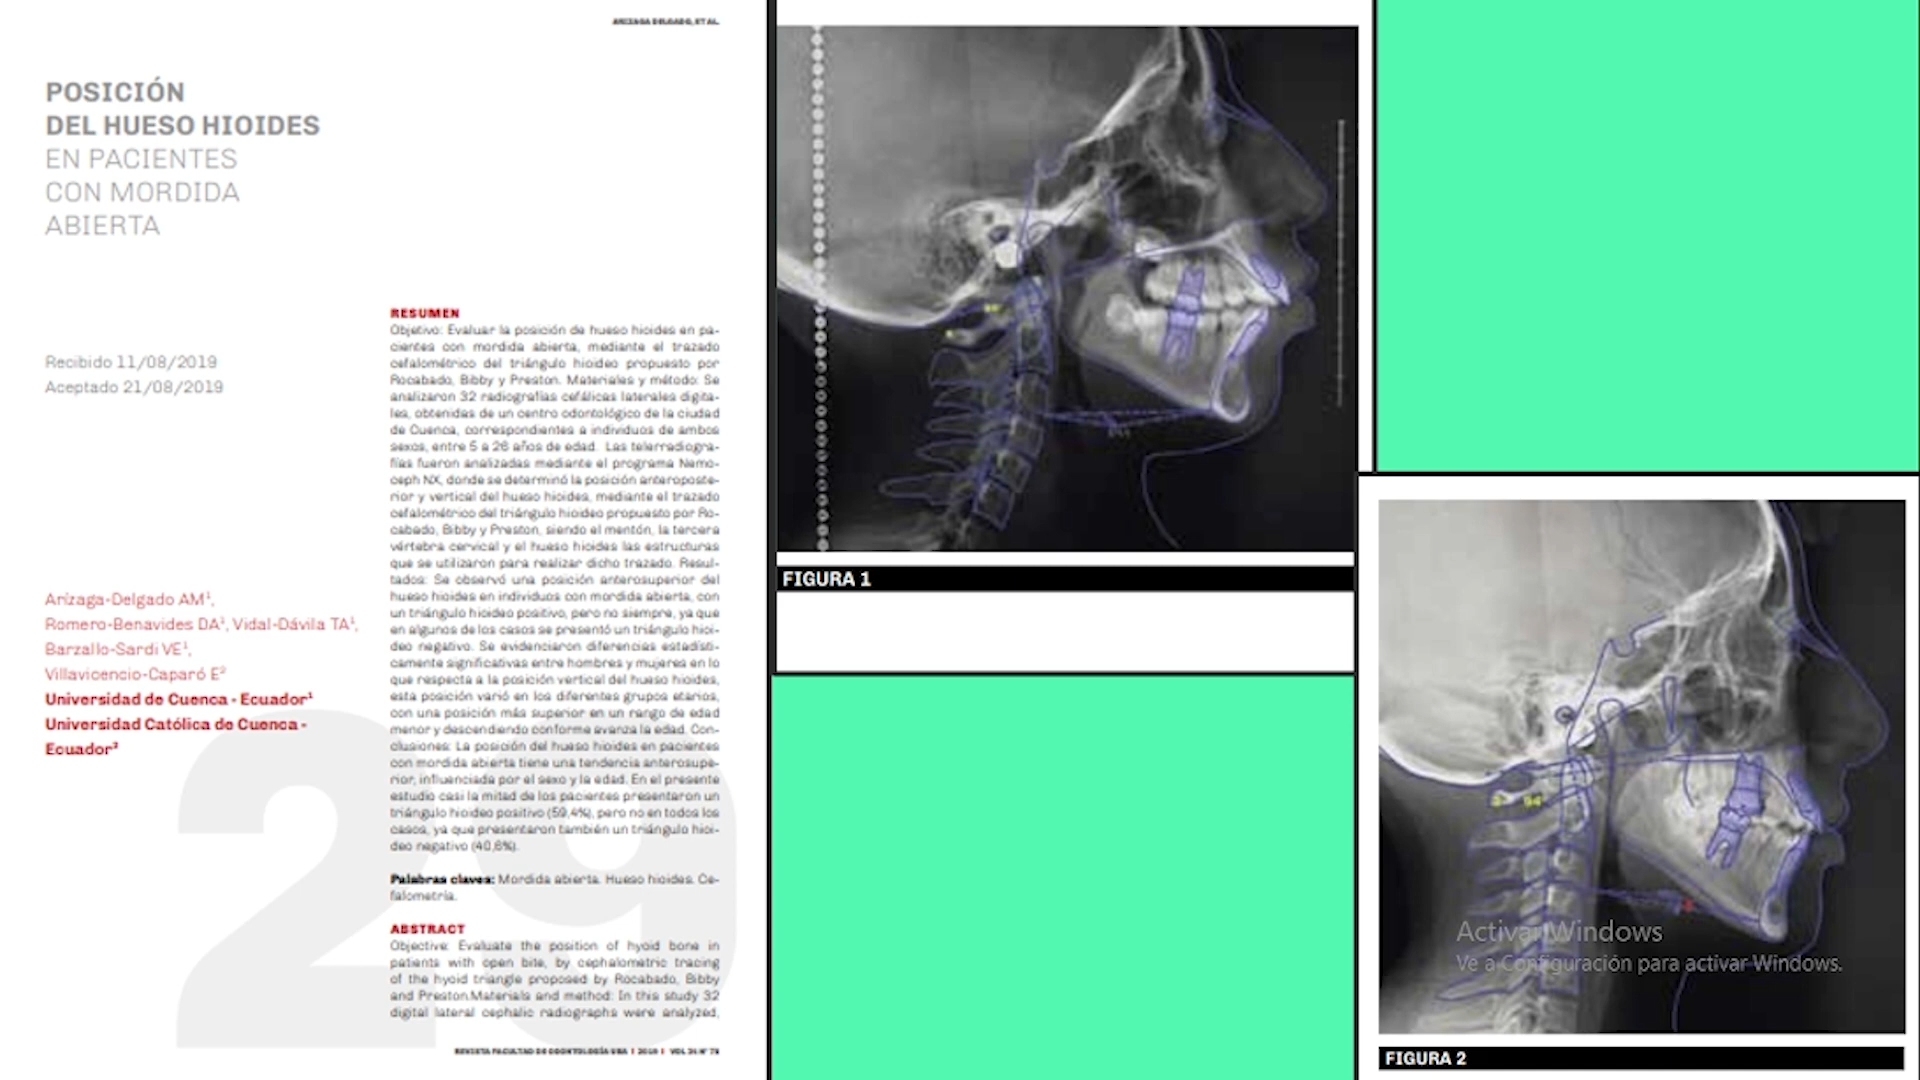 ARIZAGA DELGADO, ET AL.
POSICIÓN
DEL HUESO HIOIDES
EN PACIENTES
CON MORDIDA
ABIERTA
Recibido 11/08/2019
Aceptado 21/08/2019
Arízaga-Delgado AM¹,
Romero-Benavides DA¹, Vidal-Dávila TA¹,
Barzallo-Sardi VE¹,
Villavicencio-Caparó E²
Universidad de Cuenca - Ecuador¹
Universidad Católica de Cuenca -
Ecuador²
29
RESUMEN
Objetivo: Evaluar la posición de hueso hioides en pa-
cientes con mordida abierta, mediante el trazado
cefalométrico del triángulo hioideo propuesto por
Rocabado, Bibby y Preston. Materiales y método: Se
analizaron 32 radiografías cefálicas laterales digita-
les, obtenidas de un centro odontológico de la ciudad
de Cuenca, correspondientes a individuos de ambos
sexos, entre 5 a 26 años de edad. Las telerradiogra-
fías fueron analizadas mediante el programa Nemo-
ceph NX, donde se determinó la posición anteroposte-
rior y vertical del hueso hioides, mediante el trazado
cefalométrico del triángulo hioideo propuesto por Ro-
cabado, Bibby y Preston, siendo el mentón, la tercera
vértebra cervical y el hueso hioides las estructuras
que se utilizaron para realizar dicho trazado. Resul-
tados: Se observó una posición anterosuperior del
hueso hioides en individuos con mordida abierta, con
un triángulo hioideo positivo, pero no siempre, ya que
en algunos de los casos se presentó un triángulo hioi-
deo negativo. Se evidenciaron diferencias estadísti-
camente significativas entre hombres y mujeres en lo
que respecta a la posición vertical del hueso hioides,
esta posición varió en los diferentes grupos etarios,
con una posición más superior en un rango de edad
menor y descendiendo conforme avanza la edad. Con-
clusiones: La posición del hueso hioides en pacientes
con mordida abierta tiene una tendencia anterosupe-
rior, influenciada por el sexo y la edad. En el presente
estudio casi la mitad de los pacientes presentaron un
triángulo hioideo positivo (59,4%), pero no en todos los
casos, ya que presentaron también un triángulo hioi-
deo negativo (40,6%).
Palabras claves: Mordida abierta. Hueso hioides. Ce-
falometría.
ABSTRACT
Objective: Evaluate the position of hyoid bone in
patients with open bite, by cephalometric tracing
of the hyoid triangle proposed by Rocabado, Bibby
and Preston.Materials and method: In this study 32
digital lateral cephalic radiographs were analyzed,
REVISTA FACULTAD DE ODONTOLOGÍA UBA | 2019 | VOL 34 N° 78
FIGURA 1
Activar Windows
Ve a Configuración para activar Windows.
FIGURA 2